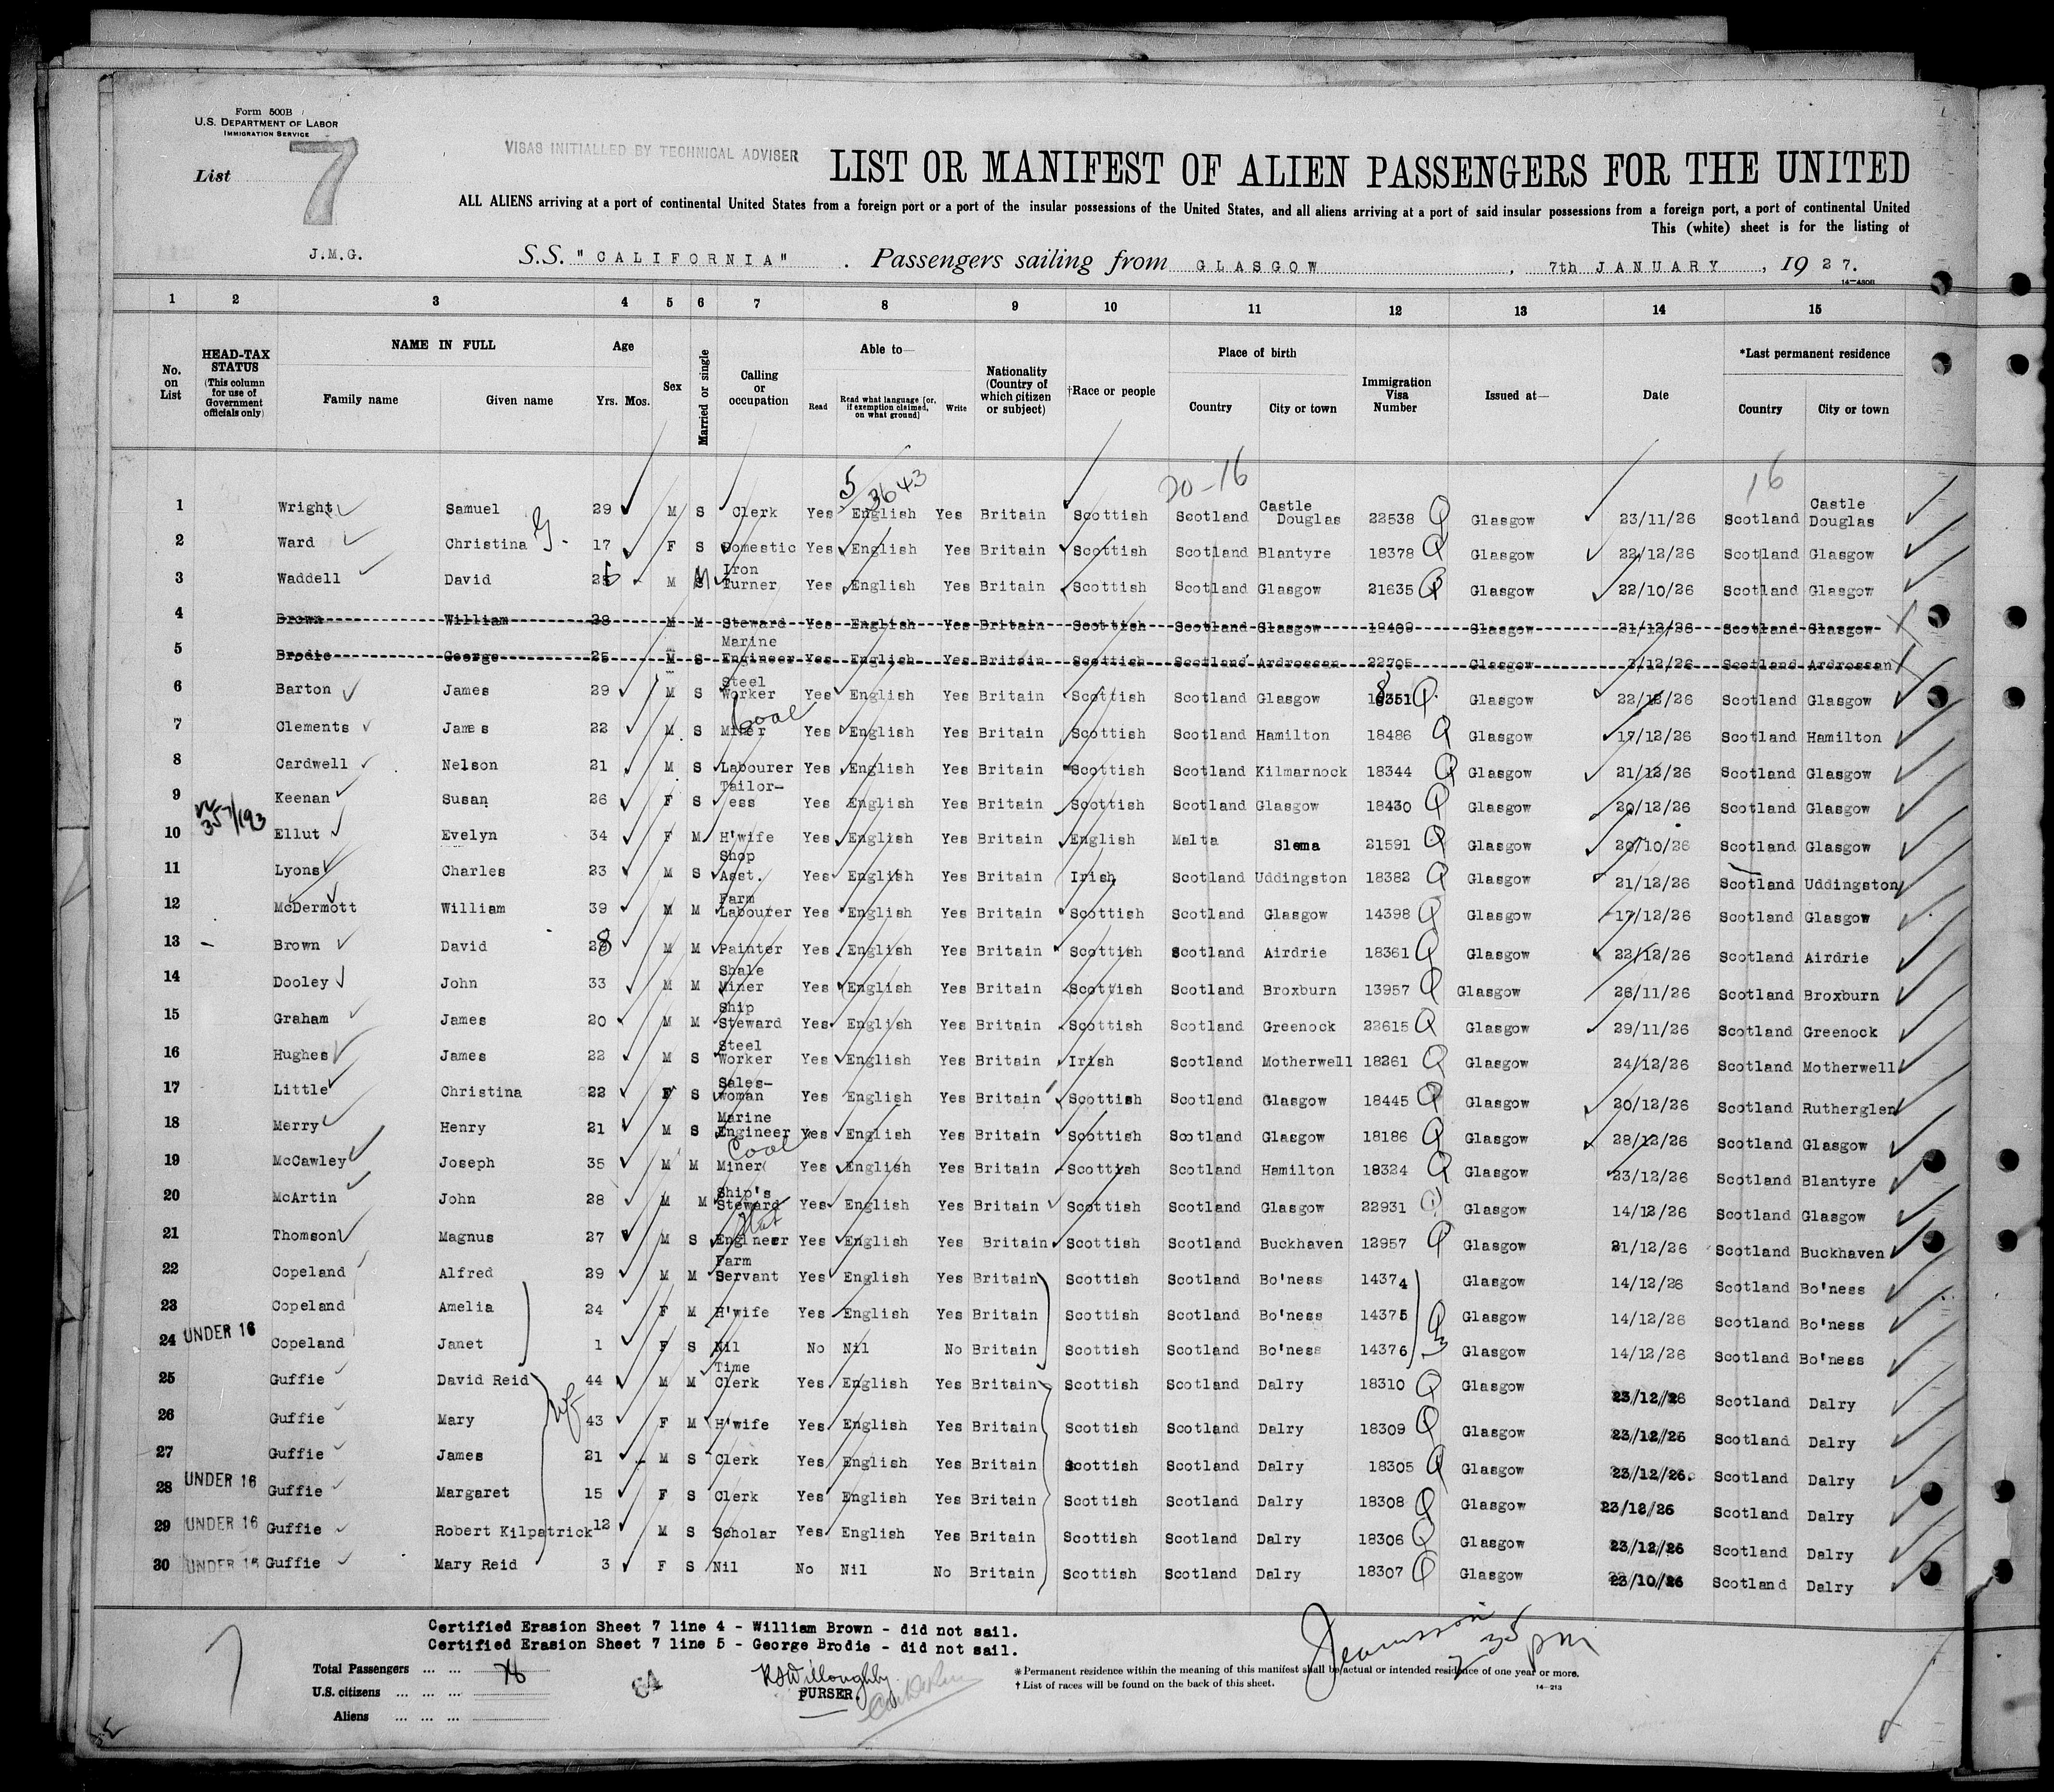 Form 500B
U.S. DEPARTMENT OF LABOR
IMMIGRATION SERVICE
List 7
VISAS INITIALLED BY TECHNICAL ADVISER
LIST OR MANIFEST OF ALIEN PASSENGERS FOR THE UNITED
ALL ALIENS arriving at a port of continental United States from a foreign port or a port of the insular possessions of the United States, and all aliens arriving at a port of said insular possessions from a foreign port, a port of continental United
This (white) sheet is for the listing of
J.M.G.
S.S. "CALIFORNIA". Passengers sailing from GLASGOW, 7th JANUARY, 1927.
1 2 3 4 5 6 7 8 9 10 11 12 13 14 15
No. on List
HEAD-TAX STATUS (This column for use of Government officials only)
NAME IN FULL
Family name Given name
Age
Yrs. Mos.
Sex
Married or single
Calling or occupation
Able to—
Read Read what language [or, if exemption claimed, on what ground] Write
Nationality (Country of which citizen or subject)
†Race or people
Place of birth
Country City or town
Immigration Visa Number
Issued at—
Date
*Last permanent residence
Country City or town
5 3643 20-16 16
1 Wright Samuel 29 M S Clerk Yes English Yes Britain Scottish Scotland Castle Douglas 22538 Glasgow 23/11/26 Scotland Castle Douglas
2 Ward Christina G. 17 F S Domestic Yes English Yes Britain Scottish Scotland Blantyre 18378 Glasgow 22/12/26 Scotland Glasgow
3 Waddell David 26 M M Iron Turner Yes English Yes Britain Scottish Scotland Glasgow 21635 Glasgow 22/10/26 Scotland Glasgow
4 Brown William 28 M M Steward Yes English Yes Britain Scottish Scotland Glasgow Glasgow 21/12/26 Scotland Glasgow
5 Brodie George 25 M S Marine Engineer Yes English Yes Britain Scottish Scotland Ardrossan 22705 Glasgow 3/12/26 Scotland Ardrossan
6 Barton James 29 M S Steel Worker Yes English Yes Britain Scottish Scotland Glasgow 18351 Glasgow 22/12/26 Scotland Glasgow
7 Clements James 22 M S Coal Miner Yes English Yes Britain Scottish Scotland Hamilton 18486 Glasgow 17/12/26 Scotland Hamilton
8 Cardwell Nelson 21 M S Labourer Yes English Yes Britain Scottish Scotland Kilmarnock 18344 Glasgow 21/12/26 Scotland Glasgow
9 Keenan Susan 26 F S Tailor-ess Yes English Yes Britain Scottish Scotland Glasgow 18430 Glasgow 20/12/26 Scotland Glasgow
10 Ellut Evelyn 34 F M H'wife Yes English Yes Britain English Malta Slema 21591 Glasgow 20/10/26 Scotland Glasgow
11 Lyons Charles 23 M S Shop Asst. Yes English Yes Britain Irish Scotland Uddingston 18382 Glasgow 21/12/26 Scotland Uddingston
12 McDermott William 39 M M Farm Labourer Yes English Yes Britain Scottish Scotland Glasgow 14398 Glasgow 17/12/26 Scotland Glasgow
13 Brown David 28 M M Painter Yes English Yes Britain Scottish Scotland Airdrie 18361 Glasgow 22/12/26 Scotland Airdrie
14 Dooley John 33 M M Shale Miner Yes English Yes Britain Scottish Scotland Broxburn 13957 Glasgow 26/11/26 Scotland Broxburn
15 Graham James 20 M M Ship Steward Yes English Yes Britain Scottish Scotland Greenock 22615 Glasgow 29/11/26 Scotland Greenock
16 Hughes James 22 M S Steel Worker Yes English Yes Britain Irish Scotland Motherwell 18261 Glasgow 24/12/26 Scotland Motherwell
17 Little Christina 22 F S Sales-woman Yes English Yes Britain Scottish Scotland Glasgow 18445 Glasgow 20/12/26 Scotland Rutherglen
18 Merry Henry 21 M S Marine Engineer Yes English Yes Britain Scottish Scotland Glasgow 18186 Glasgow 28/12/26 Scotland Glasgow
19 McCawley Joseph 35 M M Coal Miner Yes English Yes Britain Scottish Scotland Hamilton 18324 Glasgow 23/12/26 Scotland Blantyre
20 McArtin John 28 M M Ship's Steward Yes English Yes Britain Scottish Scotland Glasgow 22931 Glasgow 14/12/26 Scotland Glasgow
21 Thomson Magnus 27 M S Engineer Yes English Yes Britain Scottish Scotland Buckhaven 12957 Glasgow 21/12/26 Scotland Buckhaven
22 Copeland Alfred 29 M M Farm Servant Yes English Yes Britain Scottish Scotland Bo'ness 14374 Glasgow 14/12/26 Scotland Bo'ness
23 Copeland Amelia 24 F M H'wife Yes English Yes Britain Scottish Scotland Bo'ness 14375 Glasgow 14/12/26 Scotland Bo'ness
24 UNDER 16 Copeland Janet 1 F S Nil No Nil No Britain Scottish Scotland Bo'ness 14376 Glasgow 14/12/26 Scotland Bo'ness
25 Guffie David Reid 44 M M Time Clerk Yes English Yes Britain Scottish Scotland Dalry 18310 Glasgow 23/12/26 Scotland Dalry
26 Guffie Mary 43 F M H'wife Yes English Yes Britain Scottish Scotland Dalry 18309 Glasgow 23/12/26 Scotland Dalry
27 Guffie James 21 M S Clerk Yes English Yes Britain Scottish Scotland Dalry 18305 Glasgow 23/12/26. Scotland Dalry
28 UNDER 16 Guffie Margaret 15 F S Clerk Yes English Yes Britain Scottish Scotland Dalry 18308 Glasgow 23/12/26 Scotland Dalry
29 UNDER 16 Guffie Robert Kilpatrick 12 M S Scholar Yes English Yes Britain Scottish Scotland Dalry 18306 Glasgow 23/12/26 Scotland Dalry
30 UNDER 16 Guffie Mary Reid 3 F S Nil No Nil No Britain Scottish Scotland Dalry 18307 Glasgow 23/10/26 Scotland Dalry
Certified Erasion Sheet 7 line 4 - William Brown - did not sail.
Certified Erasion Sheet 7 line 5 - George Brodie - did not sail.
Total Passengers ... ...
U.S. citizens ... ... ...
Aliens ... ... ...
Willoughby
PURSER.
* Permanent residence within the meaning of this manifest shall be actual or intended residence of one year or more.
† List of races will be found on the back of this sheet.
14—213
pm